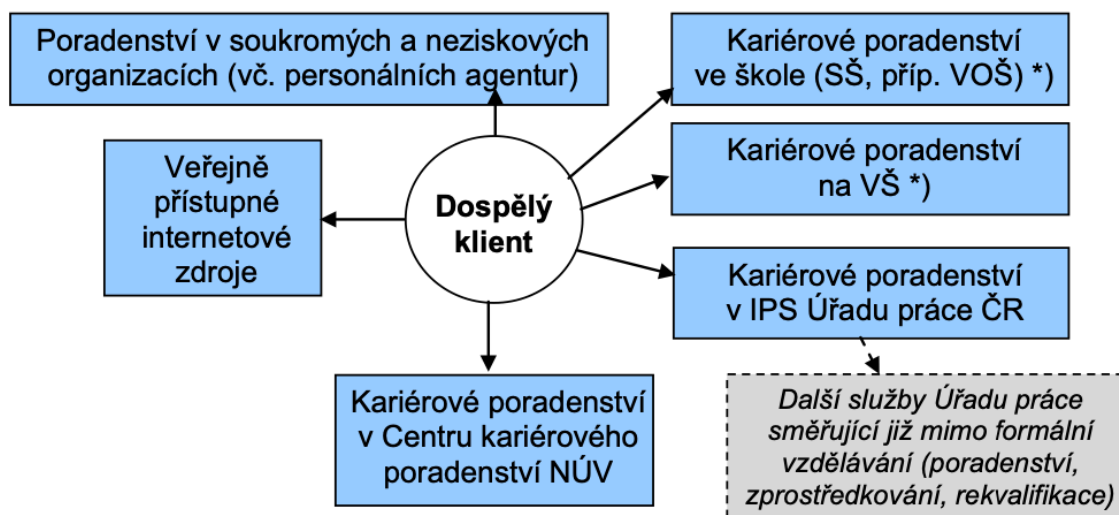 Poradenství v soukromých a neziskových
organizacích (vč. personálních agentur)
Kariérové poradenství
ve škole (SŠ, příp. VOŠ) *)
Veřejně
přístupné
internetové
zdroje
Dospělý
klient
Kariérové poradenství
na VŠ *)
Kariérové poradenství
v IPS Úřadu práce ČR
Kariérové poradenství
v Centru kariérového
poradenství NÚV
Další služby Úřadu práce
směřující již mimo formální
vzdělávání (poradenství,
zprostředkování, rekvalifikace)